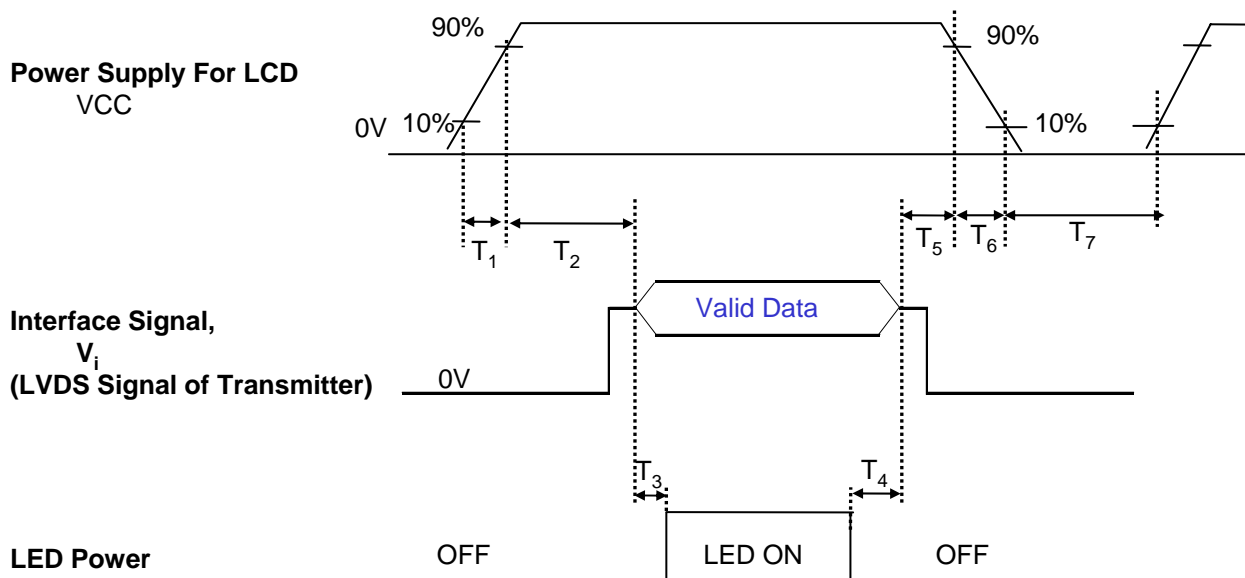 90%
90%
Power Supply For LCD
VCC
0V
10%
10%
T1
T2
T5
T6
T7
Interface Signal,
Vi
(LVDS Signal of Transmitter)
0V
Valid Data
T3
T4
LED Power
OFF
LED ON
OFF